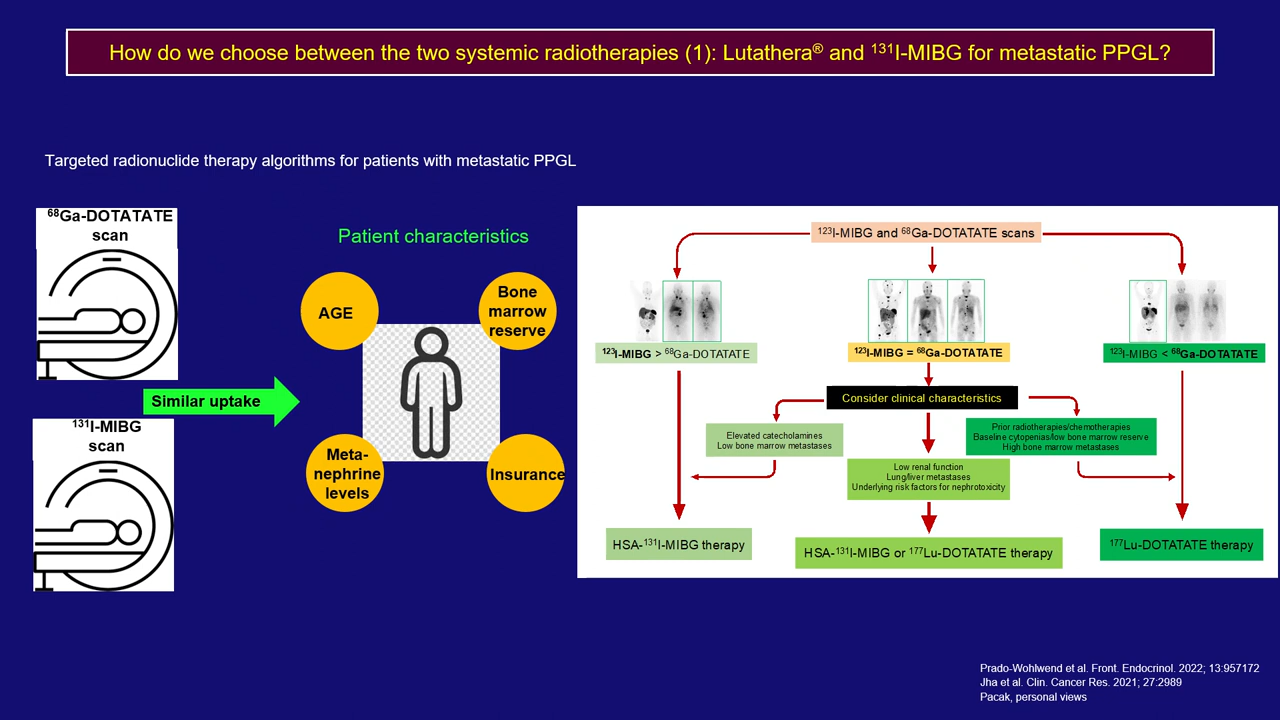 How do we choose between the two systemic radiotherapies (1): Lutathera® and ¹³¹I-MIBG for metastatic PPGL?
Targeted radionuclide therapy algorithms for patients with metastatic PPGL
⁶⁸Ga-DOTATATE
scan
Similar uptake
¹³¹I-MIBG
scan
Patient characteristics
AGE
Bone
marrow
reserve
Meta-
nephrine
levels
Insurance
¹²³I-MIBG and ⁶⁸Ga-DOTATATE scans
¹²³I-MIBG > ⁶⁸Ga-DOTATATE
¹²³I-MIBG = ⁶⁸Ga-DOTATATE
¹²³I-MIBG < ⁶⁸Ga-DOTATATE
Consider clinical characteristics
Elevated catecholamines
Low bone marrow metastases
Prior radiotherapies/chemotherapies
Baseline cytopenias/low bone marrow reserve
High bone marrow metastases
Low renal function
Lung/liver metastases
Underlying risk factors for nephrotoxicity
HSA-¹³¹I-MIBG therapy
HSA-¹³¹I-MIBG or ¹⁷⁷Lu-DOTATATE therapy
¹⁷⁷Lu-DOTATATE therapy
Prado-Wohlwend et al. Front. Endocrinol. 2022; 13:957172
Jha et al. Clin. Cancer Res. 2021; 27:2989
Pacak, personal views